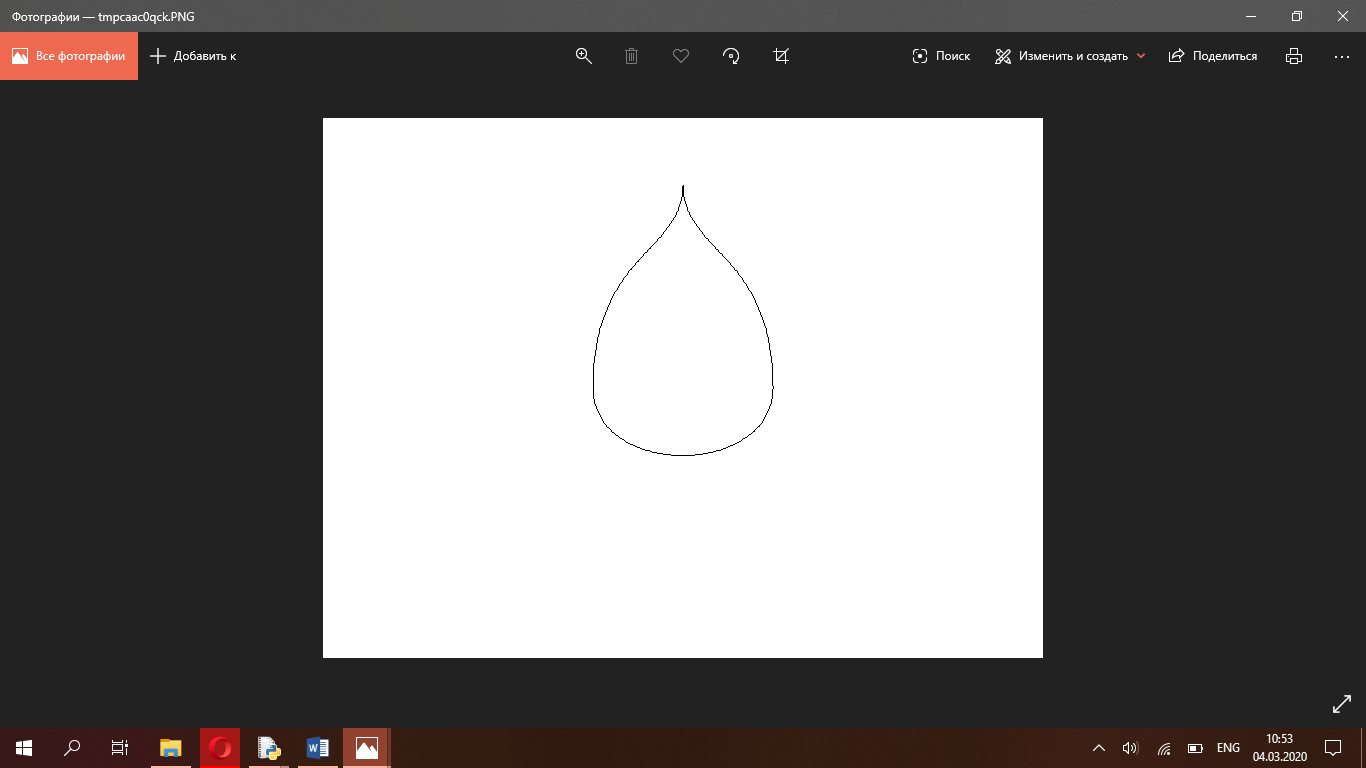 Фотографии — tmpcaac0qck.PNG
Все фотографии
Добавить к
Поиск
Изменить и создать
Поделиться
ENG
10:53
04.03.2020